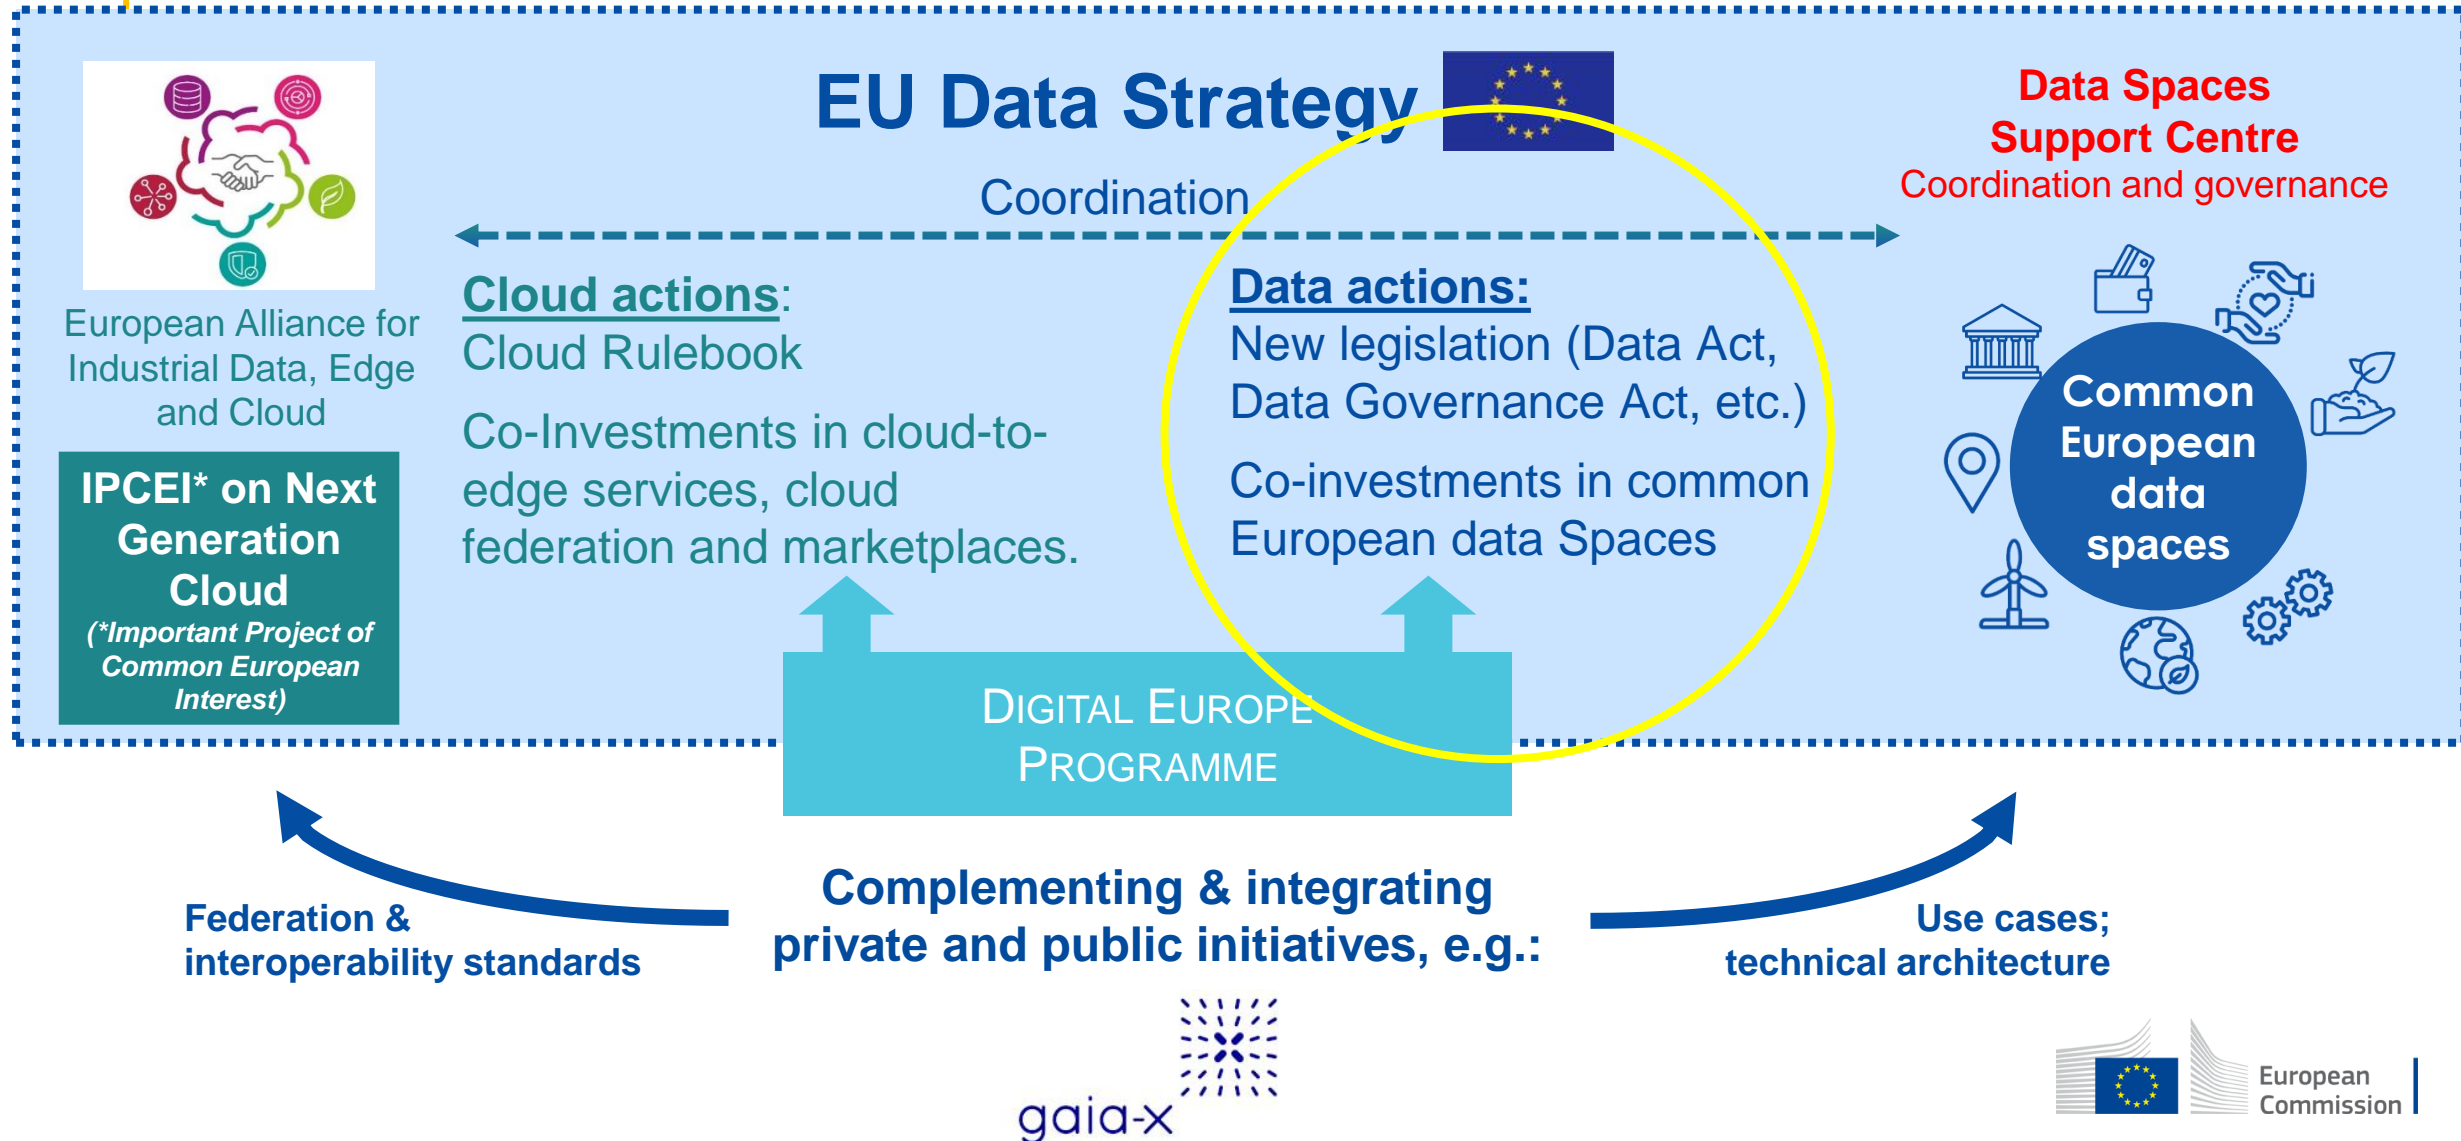 EU Data Strategy
Coordination
European Alliance for
Industrial Data, Edge
and Cloud
IPCEI* on Next
Generation
Cloud
(*Important Project of
Common European
Interest)
Cloud actions:
Cloud Rulebook
Co-Investments in cloud-to-
edge services, cloud
federation and marketplaces.
Data actions:
New legislation (Data Act,
Data Governance Act, etc.)
Co-investments in common
European data Spaces
Data Spaces
Support Centre
Coordination and governance
Common
European
data
spaces
DIGITAL EUROPE
PROGRAMME
Federation &
interoperability standards
Complementing & integrating
private and public initiatives, e.g.:
Use cases;
technical architecture
gaia-x
European
Commission